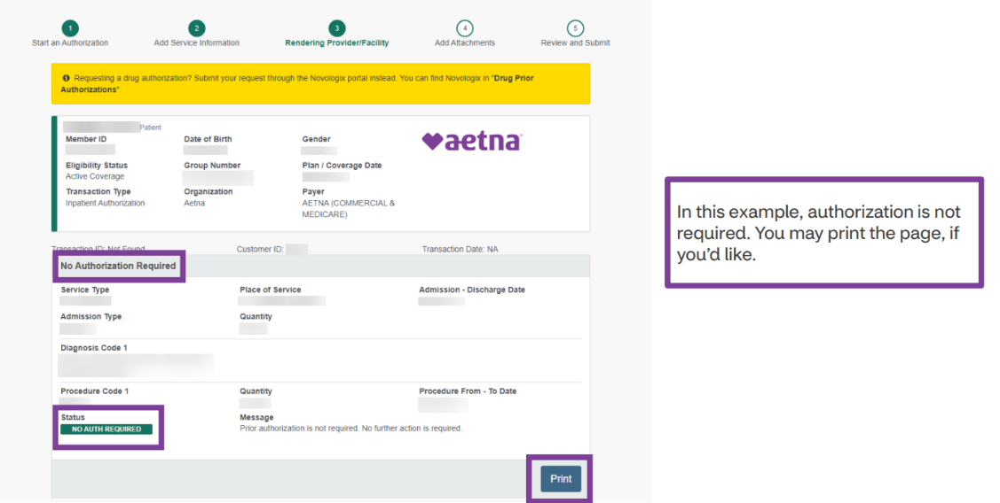 1 2 3 4 5
Start an Authorization Add Service Information Rendering Provider/Facility Add Attachments Review and Submit
Requesting a drug authorization? Submit your request through the Novologix portal instead. You can find Novologix in "Drug Prior
Authorizations".
Patient
Member ID Date of Birth Gender
aetna
Eligibility Status Group Number Plan / Coverage Date
Active Coverage
Transaction Type Organization Payer
Inpatient Authorization Aetna AETNA (COMMERCIAL &
MEDICARE)
Transaction ID: Not Found Customer ID: Transaction Date: NA
No Authorization Required
Service Type Place of Service Admission - Discharge Date
Admission Type Quantity
Diagnosis Code 1
Procedure Code 1 Quantity Procedure From - To Date
Status Message
NO AUTH REQUIRED Prior authorization is not required. No further action is required.
Print
In this example, authorization is not
required. You may print the page, if
you'd like.